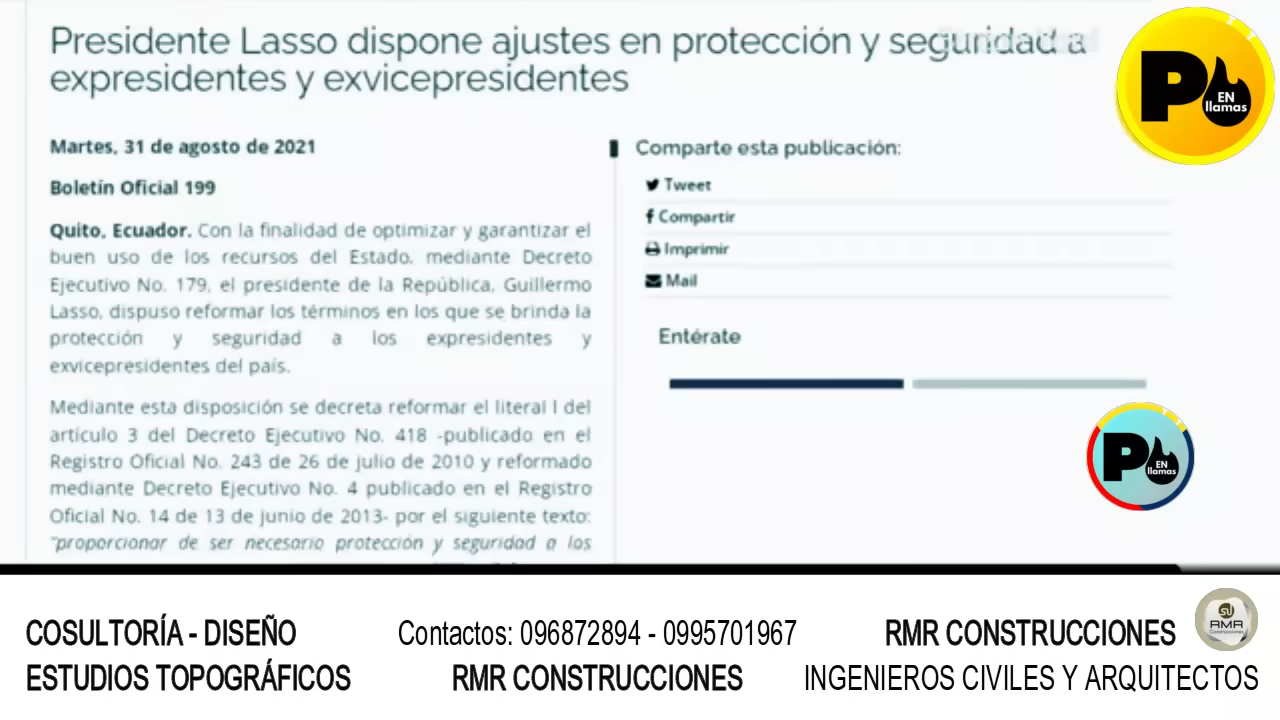 Presidente Lasso dispone ajustes en protección y seguridad a
expresidentes y exvicepresidentes
Martes, 31 de agosto de 2021
Boletín Oficial 199
Quito, Ecuador. Con la finalidad de optimizar y garantizar el
buen uso de los recursos del Estado, mediante Decreto
Ejecutivo No. 179, el presidente de la República, Guillermo
Lasso, dispuso reformar los términos en los que se brinda la
protección y seguridad a los expresidentes y
exvicepresidentes del país.
Mediante esta disposición se decreta reformar el literal l del
artículo 3 del Decreto Ejecutivo No. 418 -publicado en el
Registro Oficial No. 243 de 26 de julio de 2010 y reformado
mediante Decreto Ejecutivo No. 4 publicado en el Registro
Oficial No. 14 de 13 de junio de 2013- por el siguiente texto:
"proporcionar de ser necesario protección y seguridad a los
Comparte esta publicación:
Tweet
Compartir
Imprimir
Mail
Entérate
P EN
llamas
P EN
llamas
COSULTORÍA - DISEÑO
ESTUDIOS TOPOGRÁFICOS
Contactos: 096872894 - 0995701967
RMR CONSTRUCCIONES
RMR CONSTRUCCIONES
INGENIEROS CIVILES Y ARQUITECTOS
RMR
Construcciones